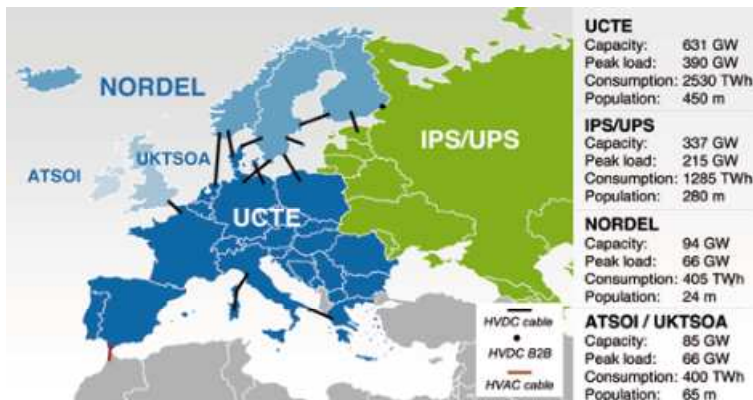 NORDEL
UKTSOA
ATSOI
IPS/UPS
UCTE
HVDC cable
HVDC B2B
HVAC cable
UCTE
Capacity: 631 GW
Peak load: 390 GW
Consumption: 2530 TWh
Population: 450 m
IPS/UPS
Capacity: 337 GW
Peak load: 215 GW
Consumption: 1285 TWh
Population: 280 m
NORDEL
Capacity: 94 GW
Peak load: 66 GW
Consumption: 405 TWh
Population: 24 m
ATSOI / UKTSOA
Capacity: 85 GW
Peak load: 66 GW
Consumption: 400 TWh
Population: 65 m